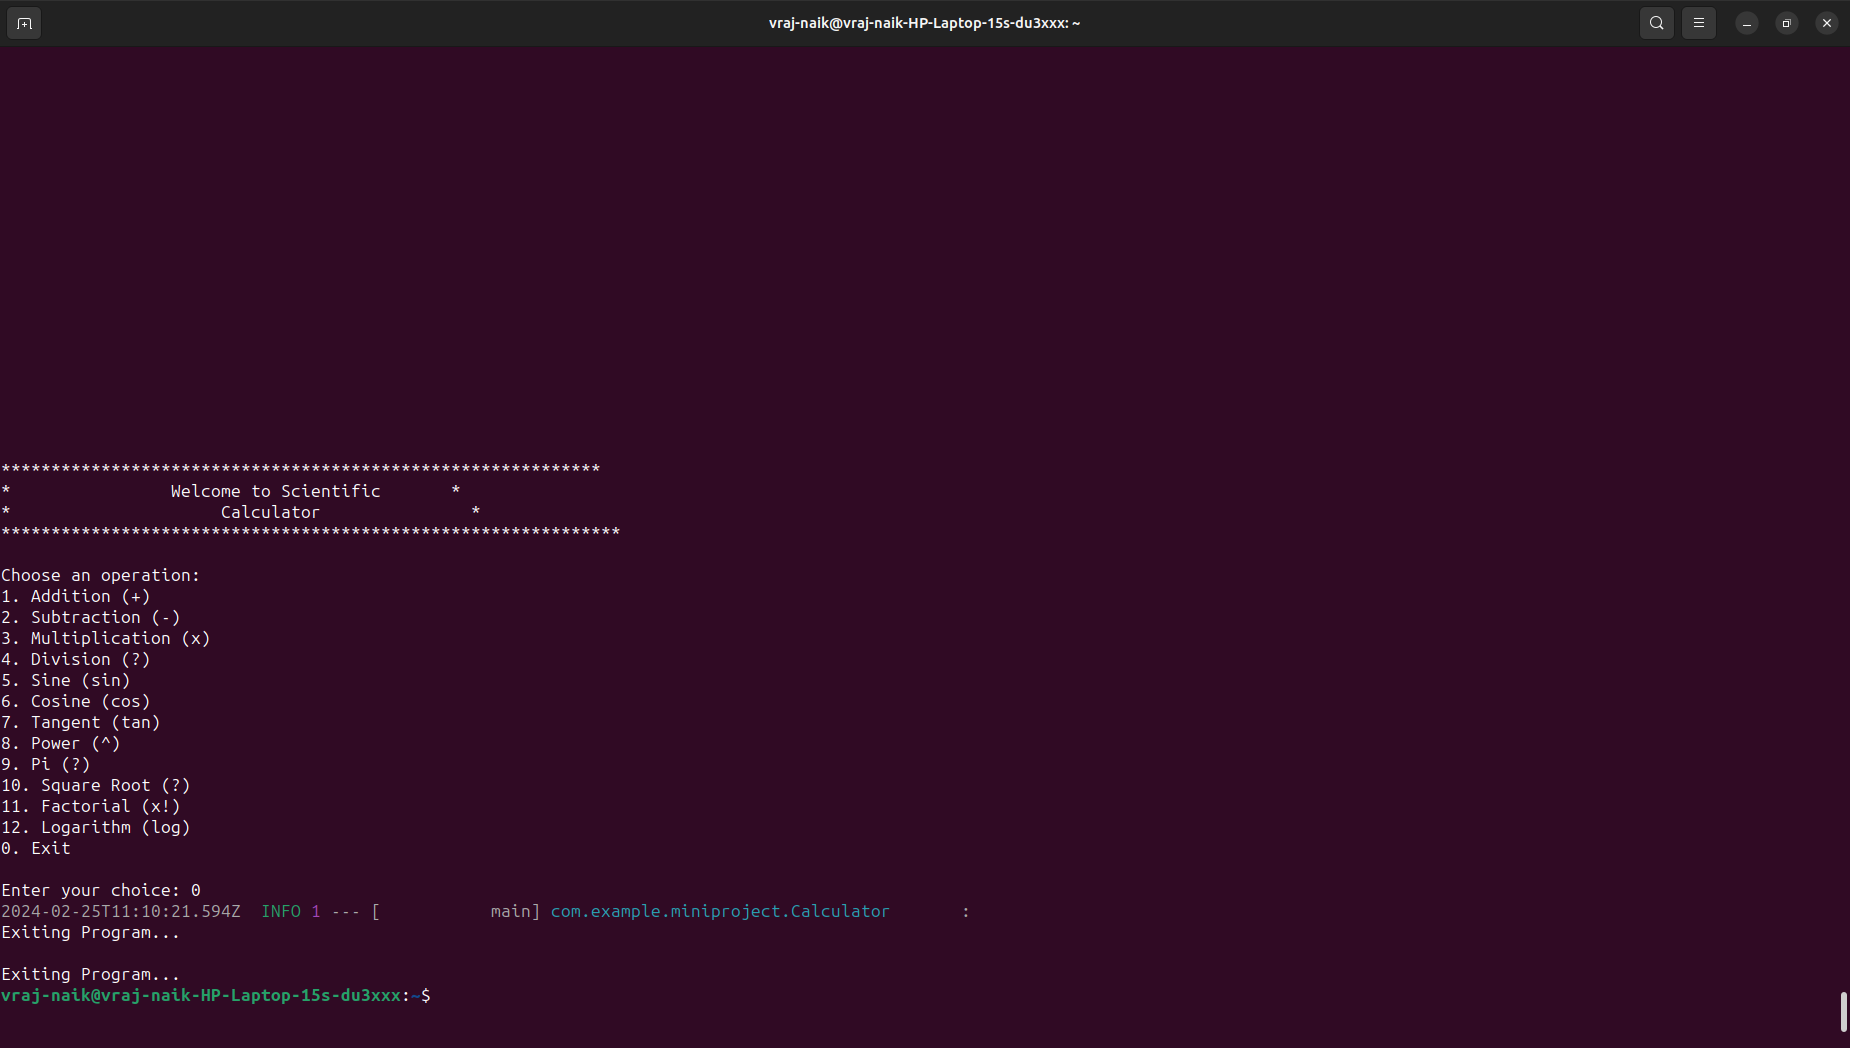 vraj-naik@vraj-naik-HP-Laptop-15s-du3xxx: ~
************************************************************
*                Welcome to Scientific       *
*                     Calculator               *
**************************************************************
Choose an operation:
1. Addition (+)
2. Subtraction (-)
3. Multiplication (x)
4. Division (?)
5. Sine (sin)
6. Cosine (cos)
7. Tangent (tan)
8. Power (^)
9. Pi (?)
10. Square Root (?)
11. Factorial (x!)
12. Logarithm (log)
0. Exit
Enter your choice: 0
2024-02-25T11:10:21.594Z  INFO 1 --- [           main] com.example.miniproject.Calculator       :
Exiting Program...
Exiting Program...
vraj-naik@vraj-naik-HP-Laptop-15s-du3xxx:~$